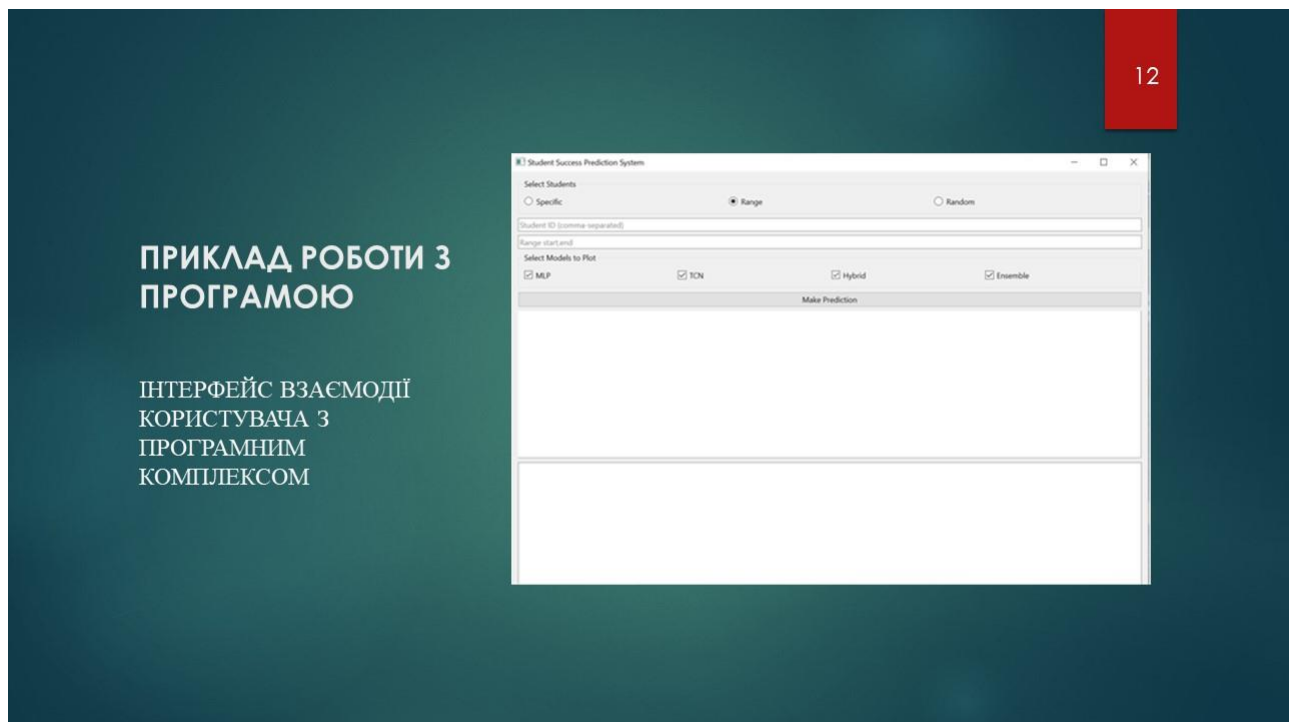 12
ПРИКЛАД РОБОТИ З
ПРОГРАМОЮ
ІНТЕРФЕЙС ВЗАЄМОДІЇ
КОРИСТУВАЧА З
ПРОГРАМНИМ
КОМПЛЕКСОМ
Student Success Prediction System
Select Students
Specific Range Random
Student ID (comma-separated)
Range start,end
Select Models to Plot
MLP TCN Hybrid Ensemble
Make Prediction